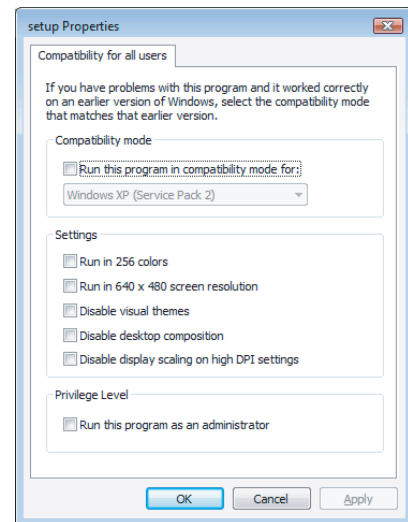 setup Properties
Compatibility for all users
If you have problems with this program and it worked correctly
on an earlier version of Windows, select the compatibility mode
that matches that earlier version.
Compatibility mode
Run this program in compatibility mode for:
Windows XP (Service Pack 2)
Settings
Run in 256 colors
Run in 640 x 480 screen resolution
Disable visual themes
Disable desktop composition
Disable display scaling on high DPI settings
Privilege Level
Run this program as an administrator
OK Cancel Apply